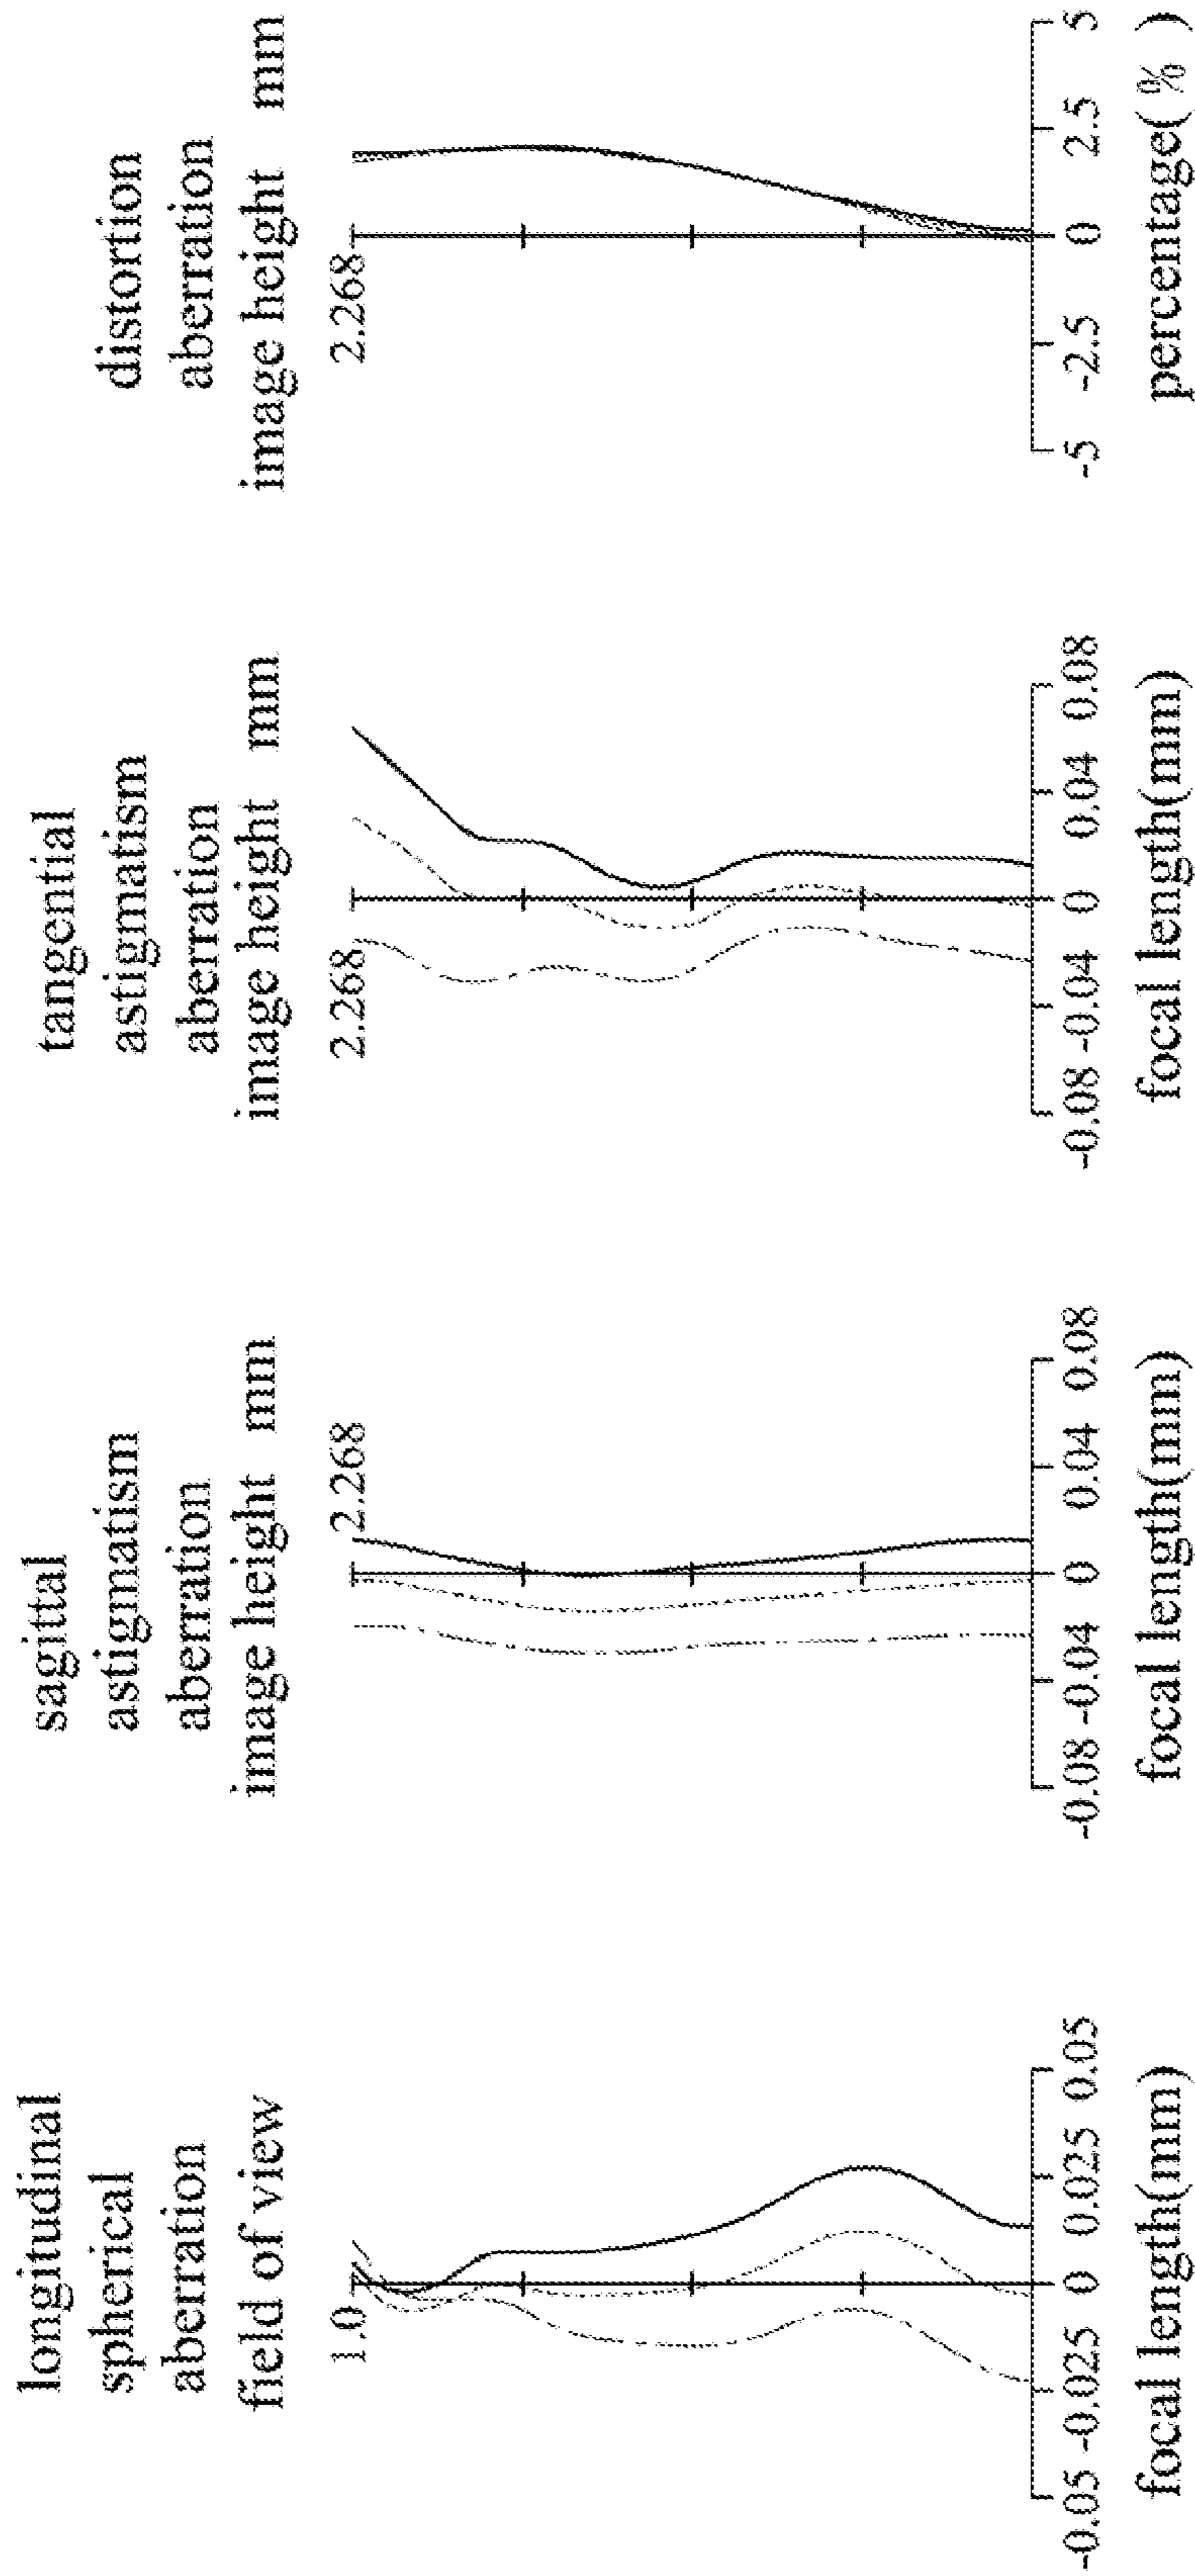 longitudinal
spherical
aberration
field of view
1.0
-0.05 -0.025 0 0.025 0.05
focal length(mm)
sagittal
astigmatism
aberration
image height mm
2.268
-0.08 -0.04 0 0.04 0.08
focal length(mm)
tangential
astigmatism
aberration
image height mm
2.268
-0.08 -0.04 0 0.04 0.08
focal length(mm)
distortion
aberration
image height mm
2.268
-5 -2.5 0 2.5 5
percentage( % )